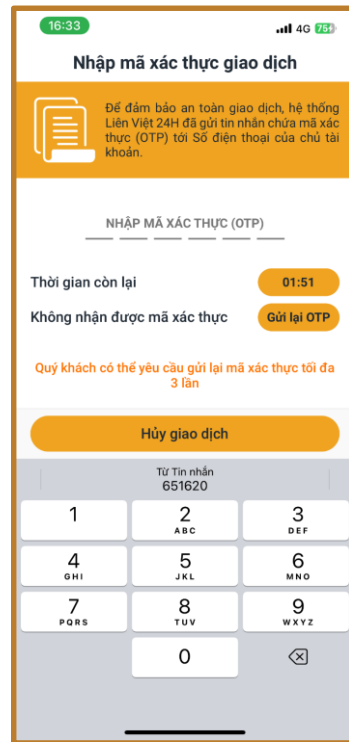 16:33
4G 75
Nhập mã xác thực giao dịch
Để đảm bảo an toàn giao dịch, hệ thống
Liên Việt 24H đã gửi tin nhắn chứa mã xác
thực (OTP) tới Số điện thoại của chủ tài
khoản.
NHẬP MÃ XÁC THỰC (OTP)
Thời gian còn lại
01:51
Không nhận được mã xác thực
Gửi lại OTP
Quý khách có thể yêu cầu gửi lại mã xác thực tối đa
3 lần
Hủy giao dịch
Từ Tin nhắn
651620
1 2 3
ABC DEF
4 5 6
GHI JKL MNO
7 8 9
PQRS TUV WXYZ
0